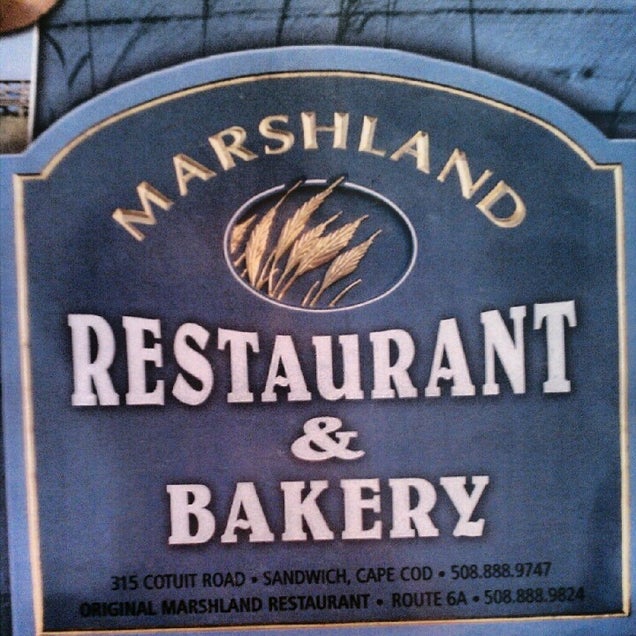 MARSHLAND
RESTAURANT
&
BAKERY
315 COTUIT ROAD • SANDWICH, CAPE COD • 508.888.9747
ORIGINAL MARSHLAND RESTAURANT • ROUTE 6A • 508.888.9824